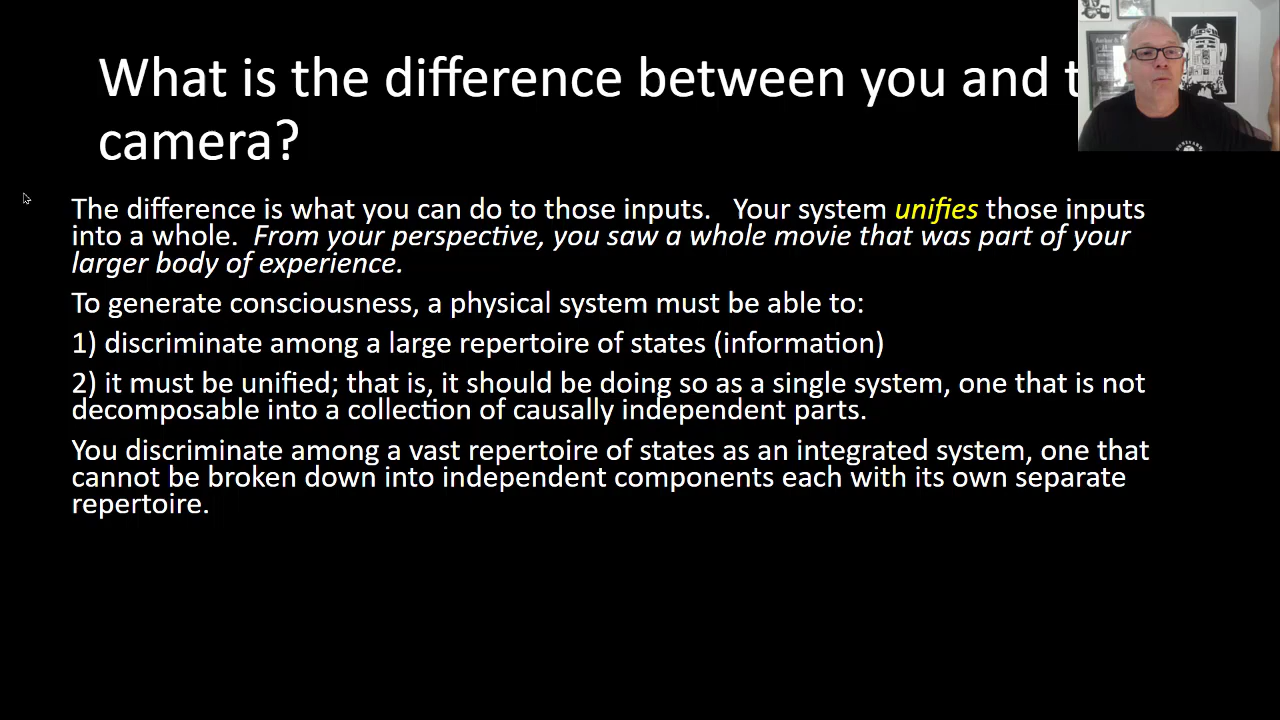 What is the difference between you and
camera?
The difference is what you can do to those inputs. Your system unifies those inputs
into a whole. From your perspective, you saw a whole movie that was part of your
larger body of experience.
To generate consciousness, a physical system must be able to:
1) discriminate among a large repertoire of states (information)
2) it must be unified; that is, it should be doing so as a single system, one that is not
decomposable into a collection of causally independent parts.
You discriminate among a vast repertoire of states as an integrated system, one that
cannot be broken down into independent components each with its own separate
repertoire.